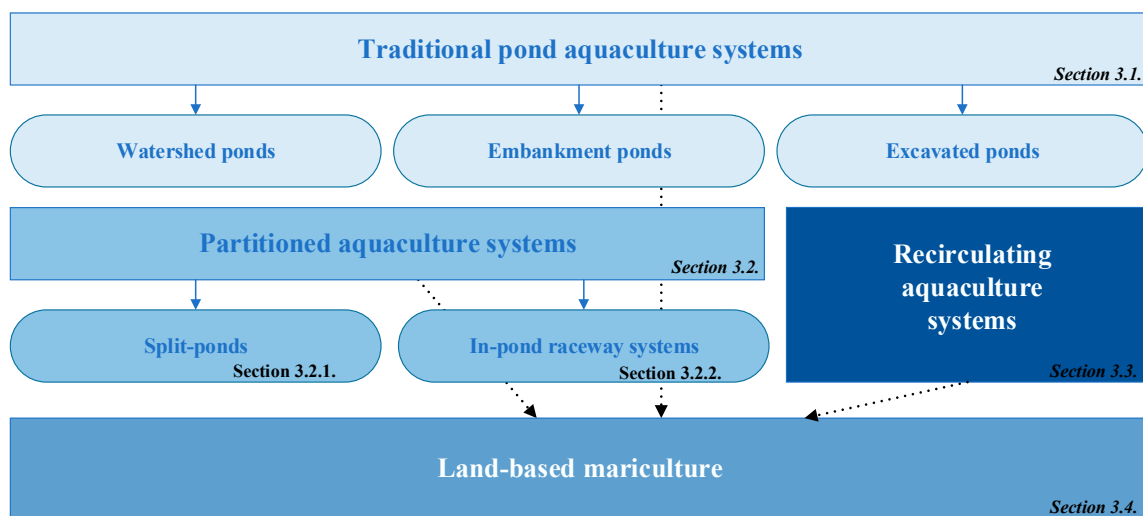 Traditional pond aquaculture systems
Section 3.1.
Watershed ponds
Embankment ponds
Excavated ponds
Partitioned aquaculture systems
Section 3.2.
Recirculating
aquaculture
systems
Section 3.3.
Split-ponds
Section 3.2.1.
In-pond raceway systems
Section 3.2.2.
Land-based mariculture
Section 3.4.